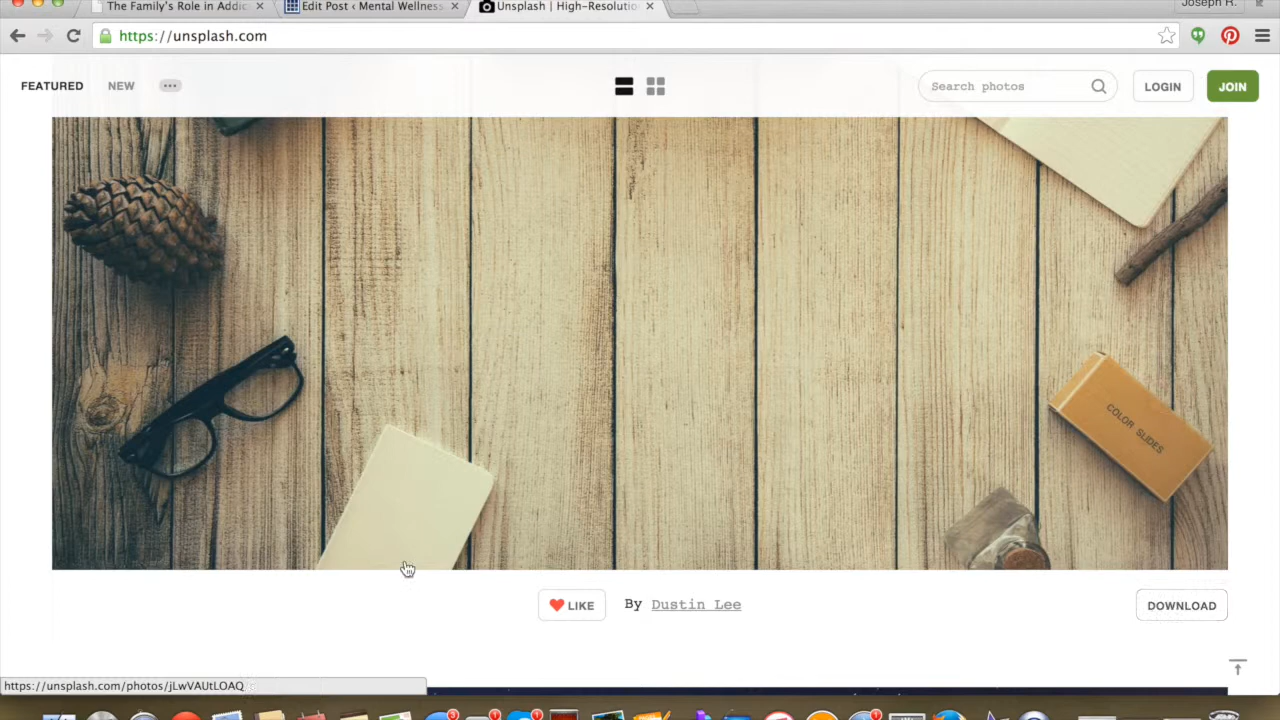 The Family's Role in Addic
Edit Post ‹ Mental Wellness
Unsplash | High-Resolutio
Joseph R.
https://unsplash.com
FEATURED
NEW
Search photos
LOGIN
JOIN
COLOR SLIDES
LIKE
By Dustin Lee
DOWNLOAD
https://unsplash.com/photos/jLwVAUtLOAQ